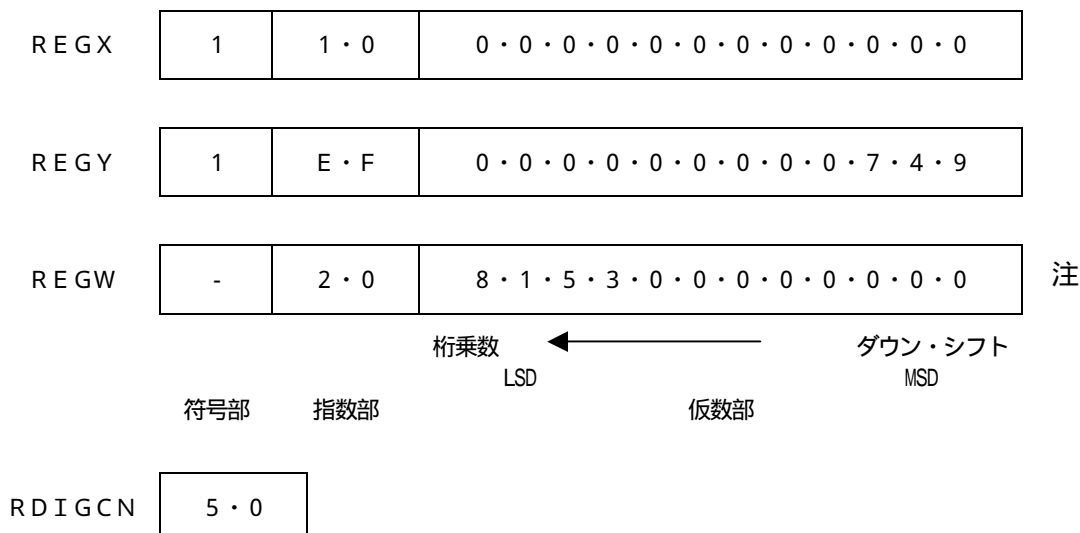 ＲＥＧＸ 1 1・0 0・0・0・0・0・0・0・0・0・0・0・0
ＲＥＧＹ 1 E・F 0・0・0・0・0・0・0・0・0・7・4・9
ＲＥＧＷ - 2・0 8・1・5・3・0・0・0・0・0・0・0・0 注
桁乗数 ダウン・シフト
LSD MSD
符号部 指数部 仮数部
ＲＤＩＧＣＮ 5・0